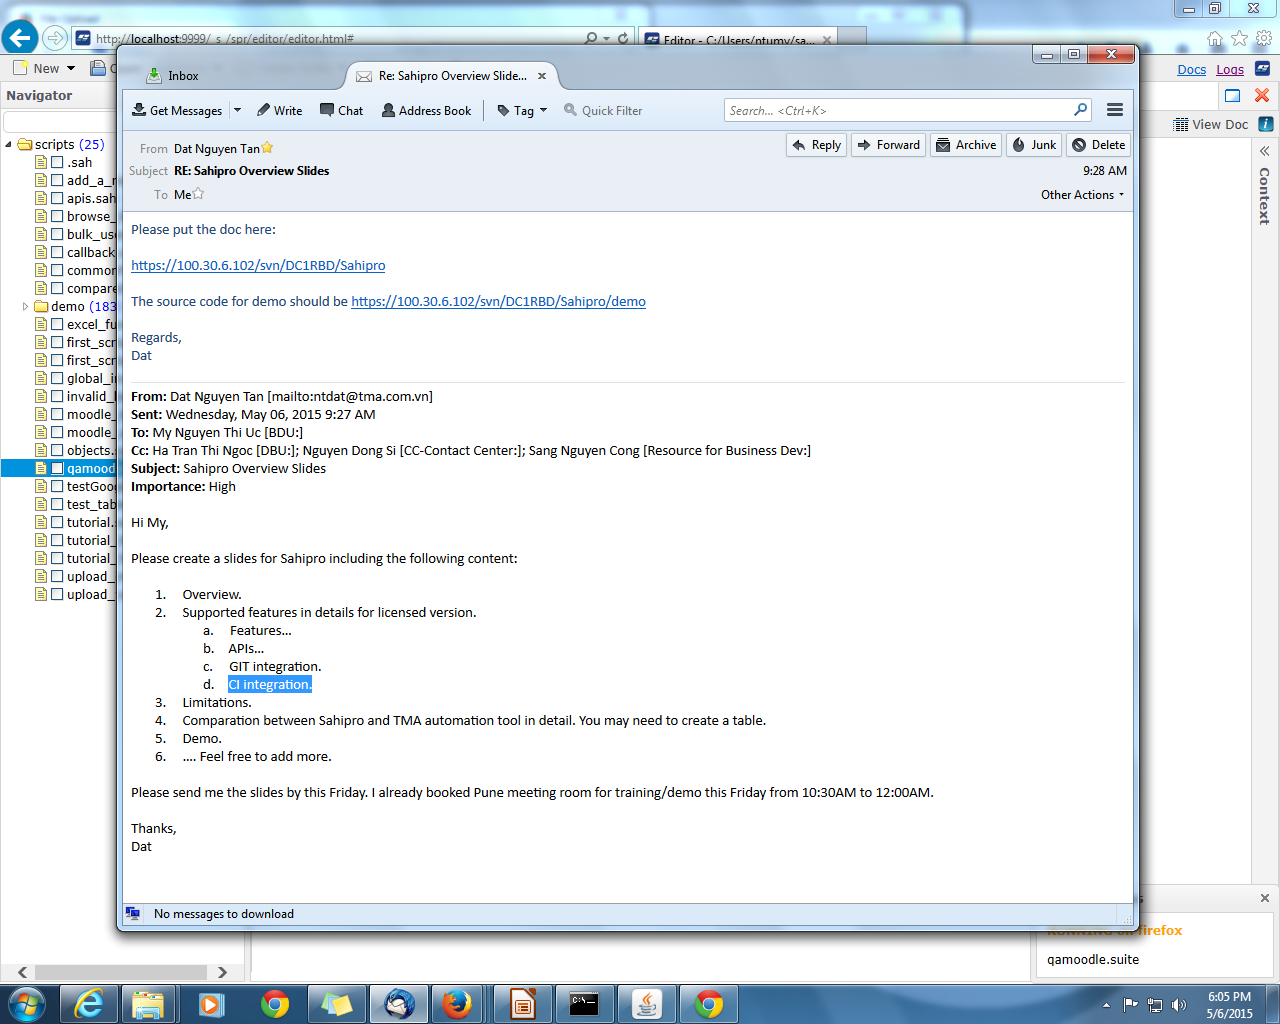 http://localhost:9999/_s_/spr/editor/editor.html#
Editor - C:/Users/ntumy/sa...
New
Docs
Logs
Navigator
View Doc
Context
scripts (25)
.sah
apis.sah
browse_
callback
common
compare
demo (183
excel_fu
first_scr
first_scr
global_in
moodle_
moodle_
objects.
qamood
testGoo
test_tab
tutorial.s
tutorial_
tutorial_
upload_
upload_
Inbox
Re: Sahipro Overview Slide...
Get Messages
Write
Chat
Address Book
Tag
Quick Filter
Search... <Ctrl+K>
From Dat Nguyen Tan
Reply
Forward
Archive
Junk
Delete
Subject RE: Sahipro Overview Slides
9:28 AM
To Me
Other Actions
Please put the doc here:
https://100.30.6.102/svn/DC1RBD/Sahipro
The source code for demo should be https://100.30.6.102/svn/DC1RBD/Sahipro/demo
Regards,
Dat
From: Dat Nguyen Tan [mailto:ntdat@tma.com.vn]
Sent: Wednesday, May 06, 2015 9:27 AM
To: My Nguyen Thi Uc [BDU:]
Cc: Ha Tran Thi Ngoc [DBU:]; Nguyen Dong Si [CC-Contact Center:]; Sang Nguyen Cong [Resource for Business Dev:]
Subject: Sahipro Overview Slides
Importance: High
Hi My,
Please create a slides for Sahipro including the following content:
1. Overview.
2. Supported features in details for licensed version.
a. Features...
b. APIs...
c. GIT integration.
d. CI integration.
3. Limitations.
4. Comparation between Sahipro and TMA automation tool in detail. You may need to create a table.
5. Demo.
6. .... Feel free to add more.
Please send me the slides by this Friday. I already booked Pune meeting room for training/demo this Friday from 10:30AM to 12:00AM.
Thanks,
Dat
No messages to download
RUNNING on firefox
qamoodle.suite
6:05 PM
5/6/2015